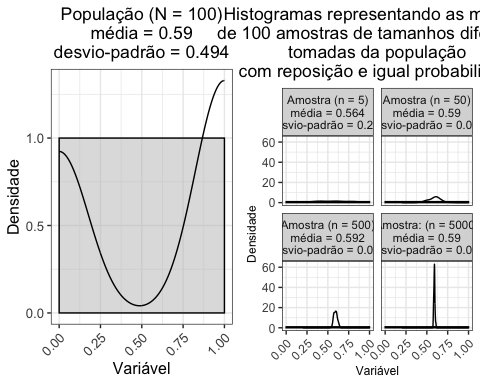 População (N = 100)
média = 0.59
desvio-padrão = 0.494
Densidade
1.0
0.5
0.0
0.00
0.25
0.50
0.75
1.00
Variável
Histogramas representando as
de 100 amostras de tamanhos
tomadas da população
com reposição e igual
Amostra (n = 5)
média = 0.564
Amostra (n = 50)
média = 0.59
Densidade
60
40
20
0
(n = 500)
média = 0.592
(n = 5000
média = 0.59
60
40
20
0
0.00
0.25
0.50
0.75
1.00
0.00
0.25
0.50
0.75
1.00
Variável
Variável